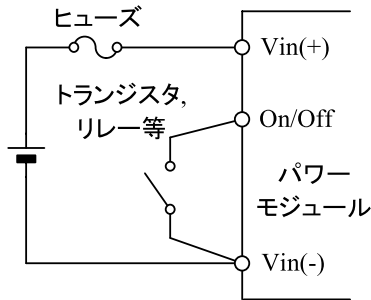 ヒューズ
Vin(+)
トランジスタ,
リレー等
On/Off
パワー
モジュール
Vin(-)